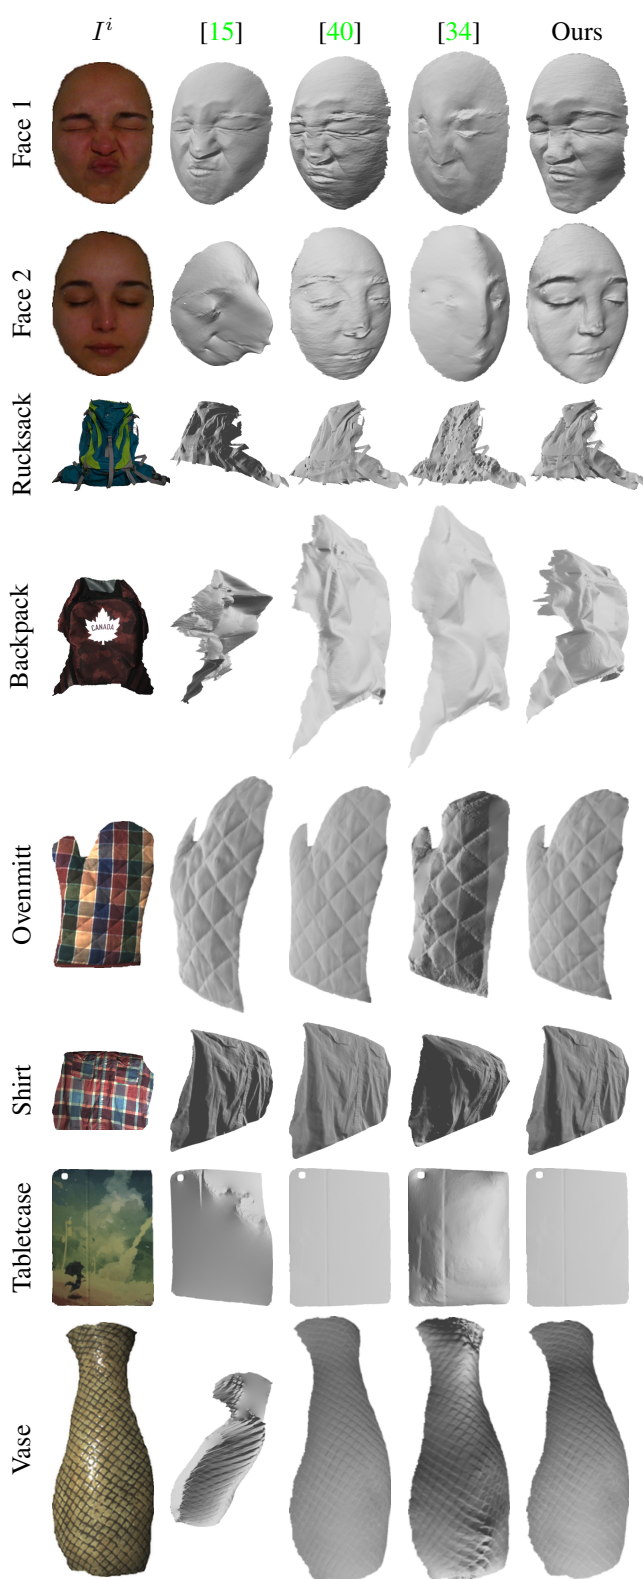 I^i [15] [40] [34] Ours
Face 1
Face 2
Rucksack
Backpack
CANADA
Ovenmitt
Shirt
Tabletcase
Vase